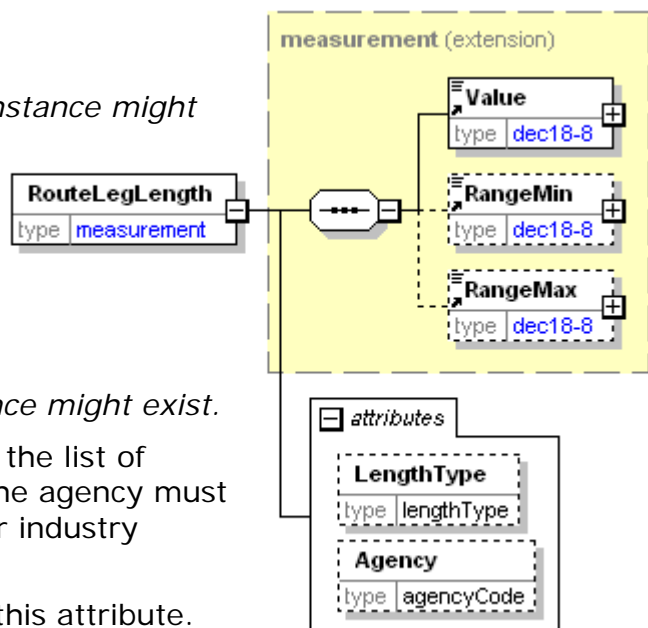 measurement (extension)
nstance might
Value
type dec18-8
RouteLegLength
type measurement
RangeMin
type dec18-8
RangeMax
type dec18-8
nce might exist.
attributes
the list of
ne agency must
r industry
this attribute.
LengthType
type lengthType
Agency
type agencyCode